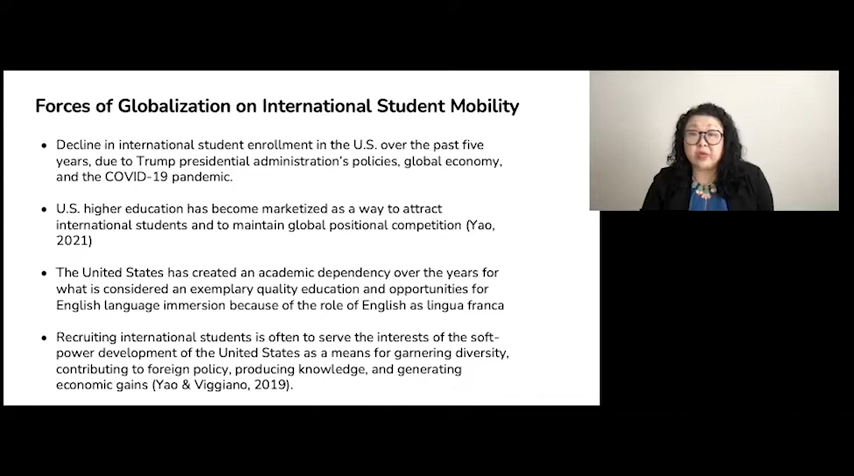 Forces of Globalization on International Student Mobility
• Decline in international student enrollment in the U.S. over the past five
years, due to Trump presidential administration's policies, global economy,
and the COVID-19 pandemic.
• U.S. higher education has become marketized as a way to attract
international students and to maintain global positional competition (Yao,
2021)
• The United States has created an academic dependency over the years for
what is considered an exemplary quality education and opportunities for
English language immersion because of the role of English as lingua franca
• Recruiting international students is often to serve the interests of the soft-
power development of the United States as a means for garnering diversity,
contributing to foreign policy, producing knowledge, and generating
economic gains (Yao & Viggiano, 2019).